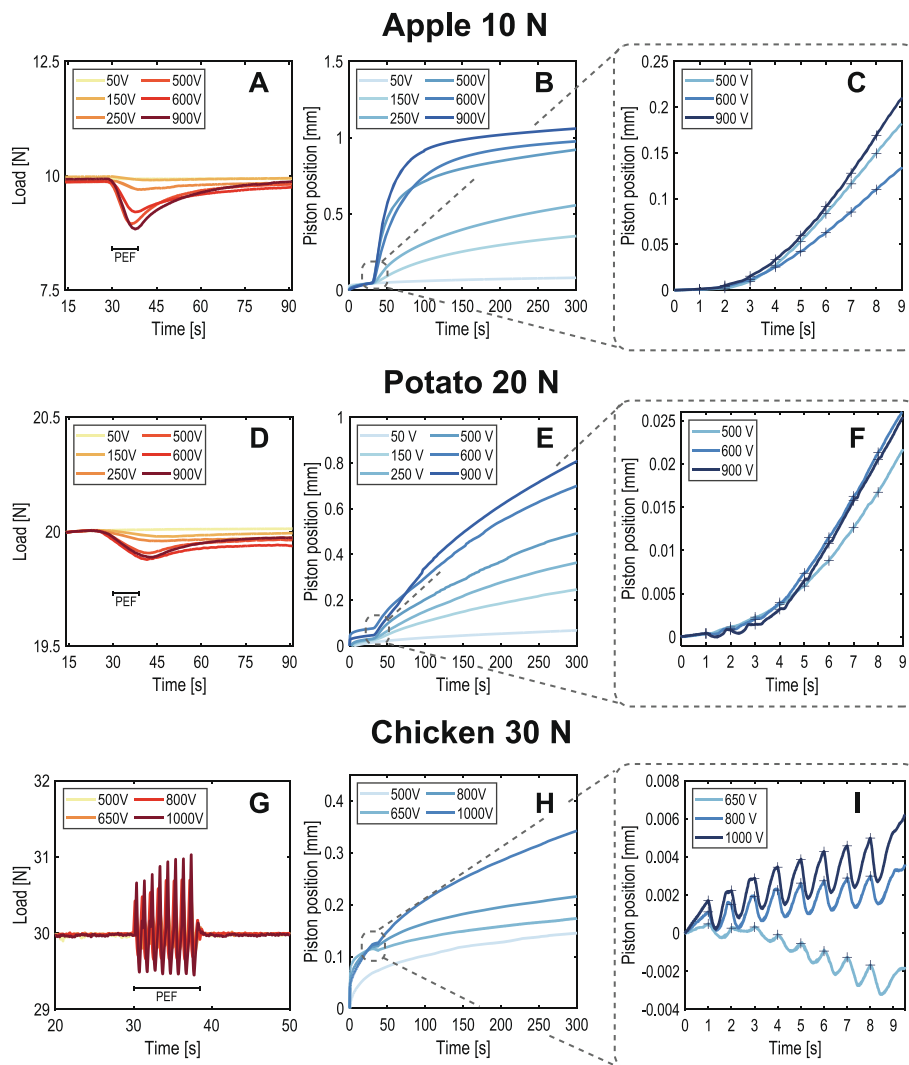 Apple 10 N
A
50V 500V
150V 600V
250V 900V
Load [N]
12.5
10
7.5
PEF
15 30 45 60 75 90
Time [s]
B
50V 500V
150V 600V
250V 900V
Piston position [mm]
1.5
1
0.5
0
0 50 100 150 200 250 300
Time [s]
C
500 V
600 V
900 V
Piston position [mm]
0.25
0.20
0.15
0.10
0.05
0
0 1 2 3 4 5 6 7 8 9
Time [s]
Potato 20 N
D
50V 500V
150V 600V
250V 900V
Load [N]
20.5
20
19.5
PEF
15 30 45 60 75 90
Time [s]
E
50 V 500 V
150 V 600 V
250 V 900 V
Piston position [mm]
1
0.8
0.6
0.4
0.2
0
0 50 100 150 200 250 300
Time [s]
F
500 V
600 V
900 V
Piston position [mm]
0.025
0.02
0.015
0.01
0.005
0
0 1 2 3 4 5 6 7 8 9
Time [s]
Chicken 30 N
G
500V 800V
650V 1000V
Load [N]
32
31
30
29
PEF
20 30 40 50
Time [s]
H
500V 800V
650V 1000V
Piston position [mm]
0.4
0.3
0.2
0.1
0
0 50 100 150 200 250 300
Time [s]
I
650 V
800 V
1000 V
Piston position [mm]
0.008
0.006
0.004
0.002
0
-0.002
-0.004
0 1 2 3 4 5 6 7 8 9
Time [s]